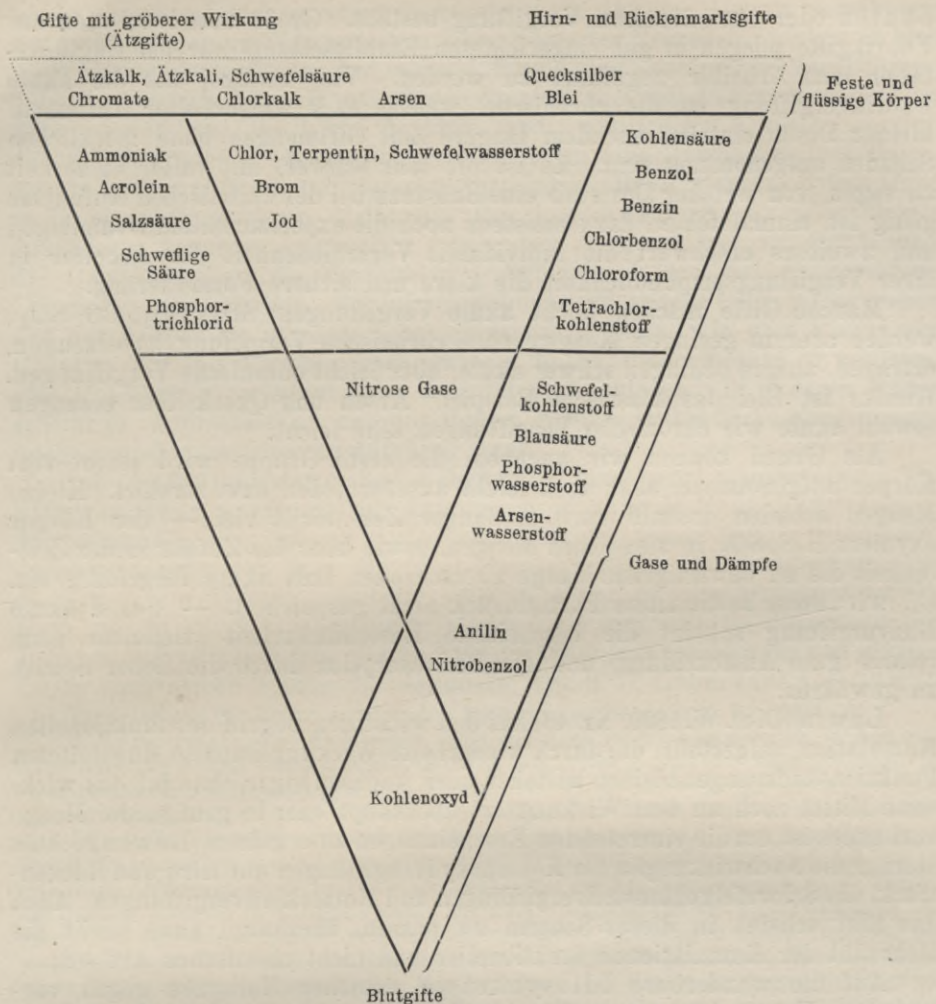 Gifte mit gröberer Wirkung
(Ätzgifte)
Hirn- und Rückenmarksgifte
Ätzkalk, Ätzkali, Schwefelsäure
Quecksilber
Chromate Chlorkalk Arsen Blei
Feste und
flüssige Körper
Ammoniak
Acrolein
Salzsäure
Schweflige
Säure
Phosphor-
trichlorid
Chlor, Terpentin, Schwefelwasserstoff
Brom
Jod
Kohlensäure
Benzol
Benzin
Chlorbenzol
Chloroform
Tetrachlor-
kohlenstoff
Nitrose Gase
Schwefel-
kohlenstoff
Blausäure
Phosphor-
wasserstoff
Arsen-
wasserstoff
Gase und Dämpfe
Anilin
Nitrobenzol
Kohlenoxyd
Blutgifte